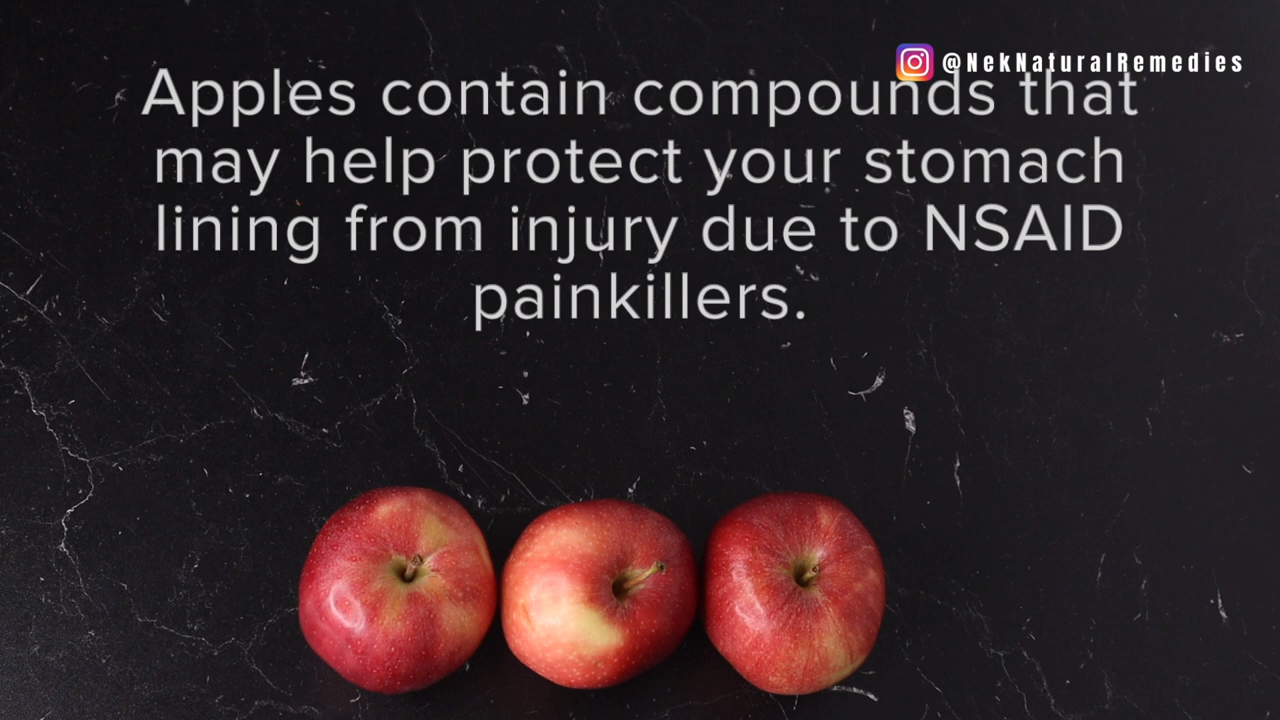 @NekNaturalRemedies
Apples contain compounds that
may help protect your stomach
lining from injury due to NSAID
painkillers.